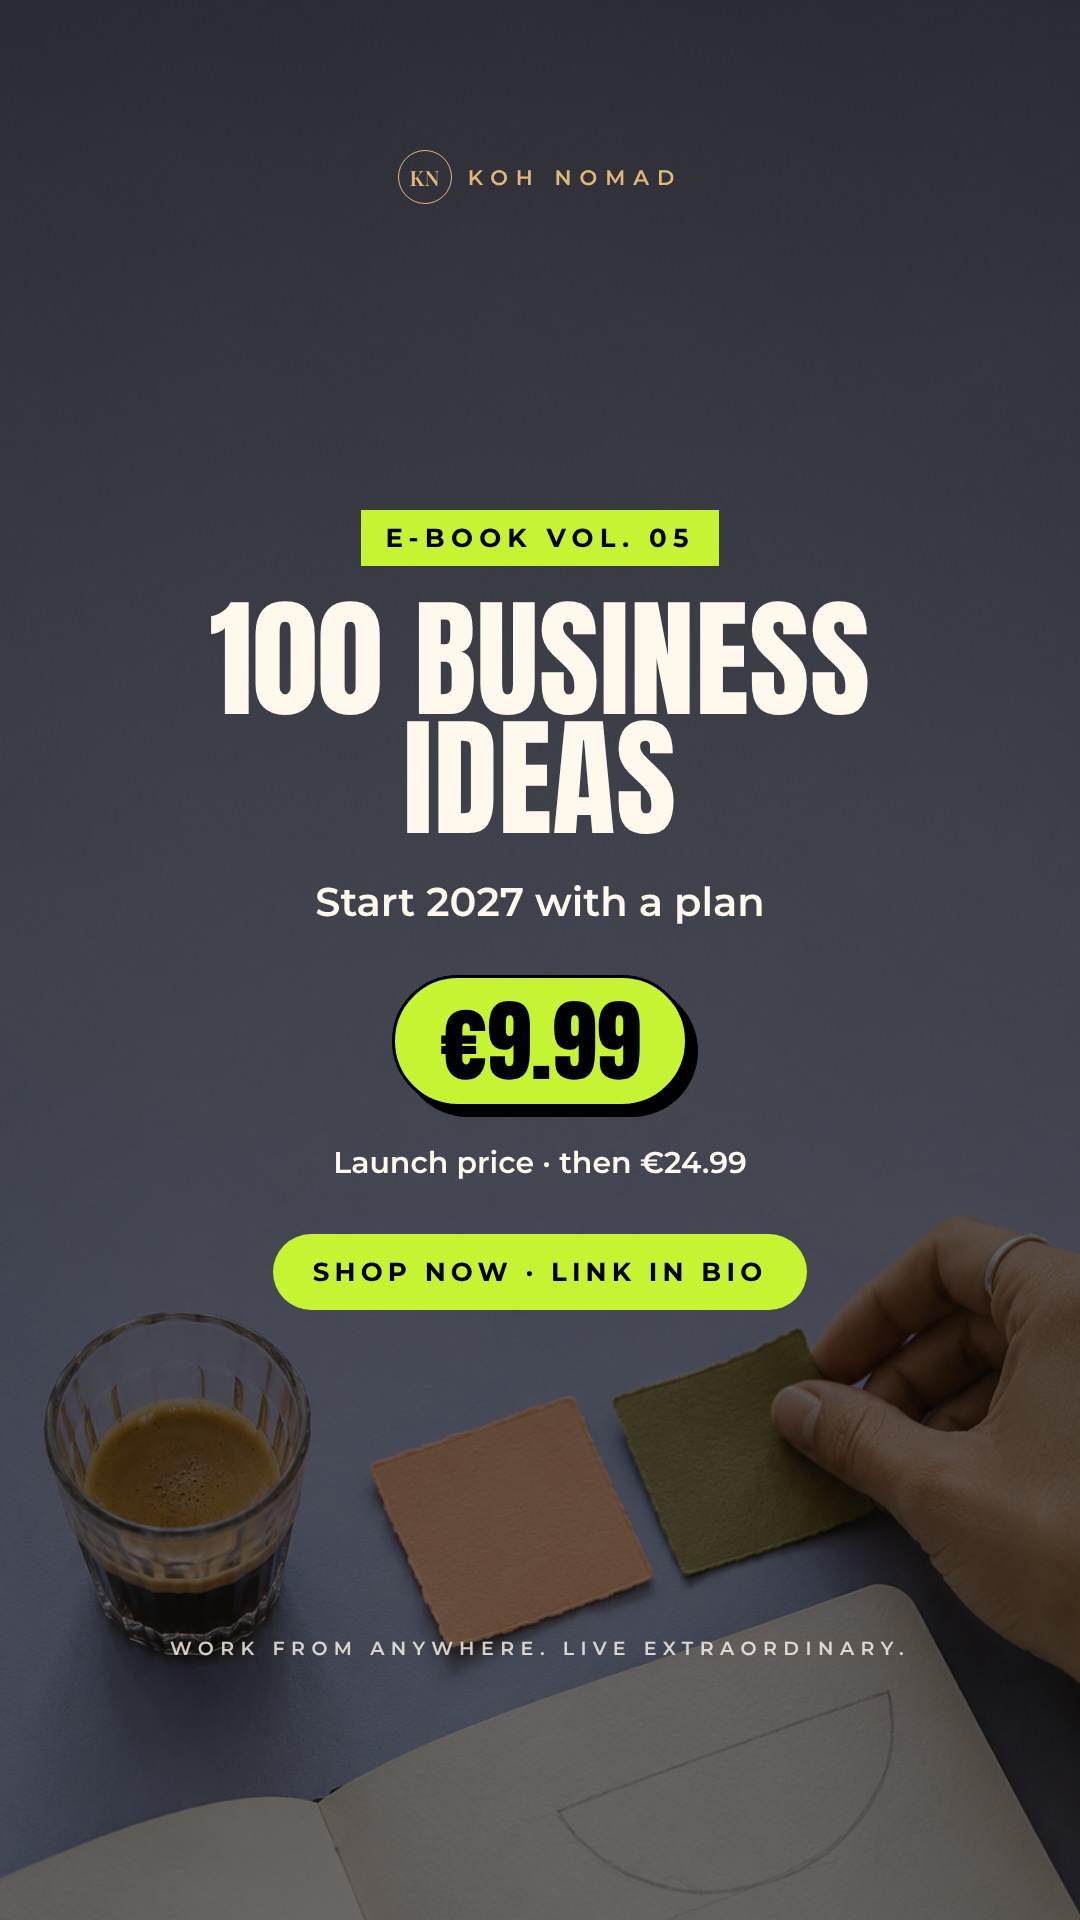 KN KOH NOMAD
E-BOOK VOL. 05
100 BUSINESS
IDEAS
Start 2027 with a plan
€9.99
Launch price · then €24.99
SHOP NOW · LINK IN BIO
WORK FROM ANYWHERE. LIVE EXTRAORDINARY.